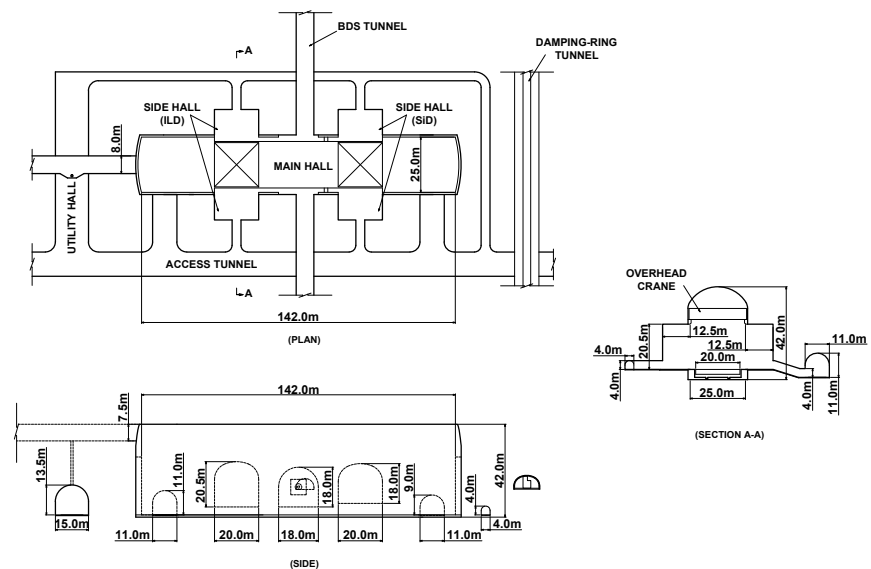 BDS TUNNEL
A
DAMPING-RING
TUNNEL
SIDE HALL
(ILD)
SIDE HALL
(SiD)
8.0m
MAIN HALL
25.0m
UTILITY HALL
ACCESS TUNNEL
A
142.0m
(PLAN)
OVERHEAD
CRANE
20.5m
12.5m
12.5m
42.0m
11.0m
4.0m
20.0m
4.0m
4.0m
11.0m
25.0m
(SECTION A-A)
142.0m
7.5m
13.5m
11.0m
20.5m
18.0m
18.0m
9.0m
4.0m
42.0m
15.0m
11.0m
20.0m
18.0m
20.0m
11.0m
4.0m
(SIDE)